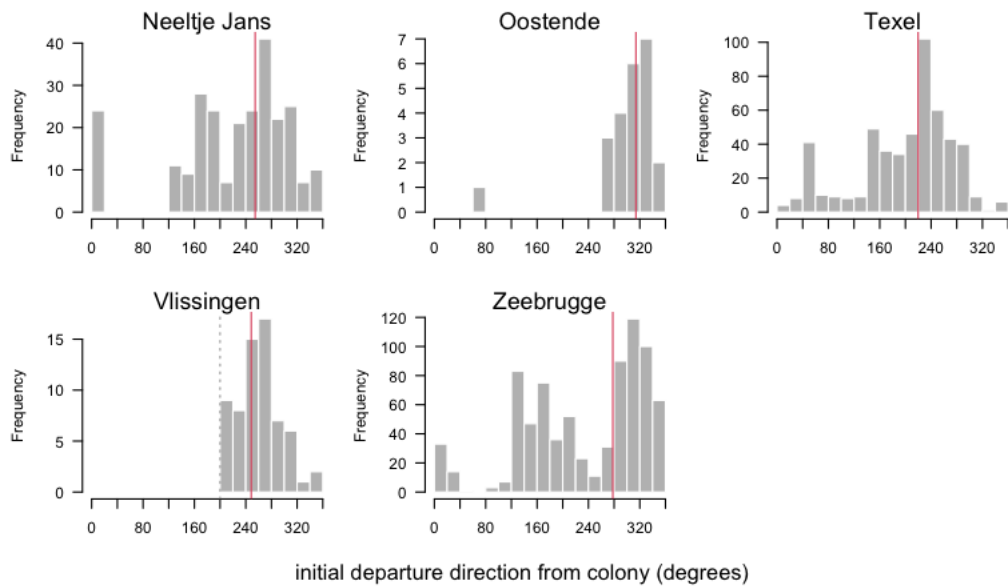 Neeltje Jans
Frequency
40
30
20
10
0
0 80 160 240 320
Oostende
Frequency
7
6
5
4
3
2
1
0
0 80 160 240 320
Texel
Frequency
100
80
60
40
20
0
0 80 160 240 320
Vlissingen
Frequency
15
10
5
0
0 80 160 240 320
Zeebrugge
Frequency
120
100
80
60
40
20
0
0 80 160 240 320
initial departure direction from colony (degrees)